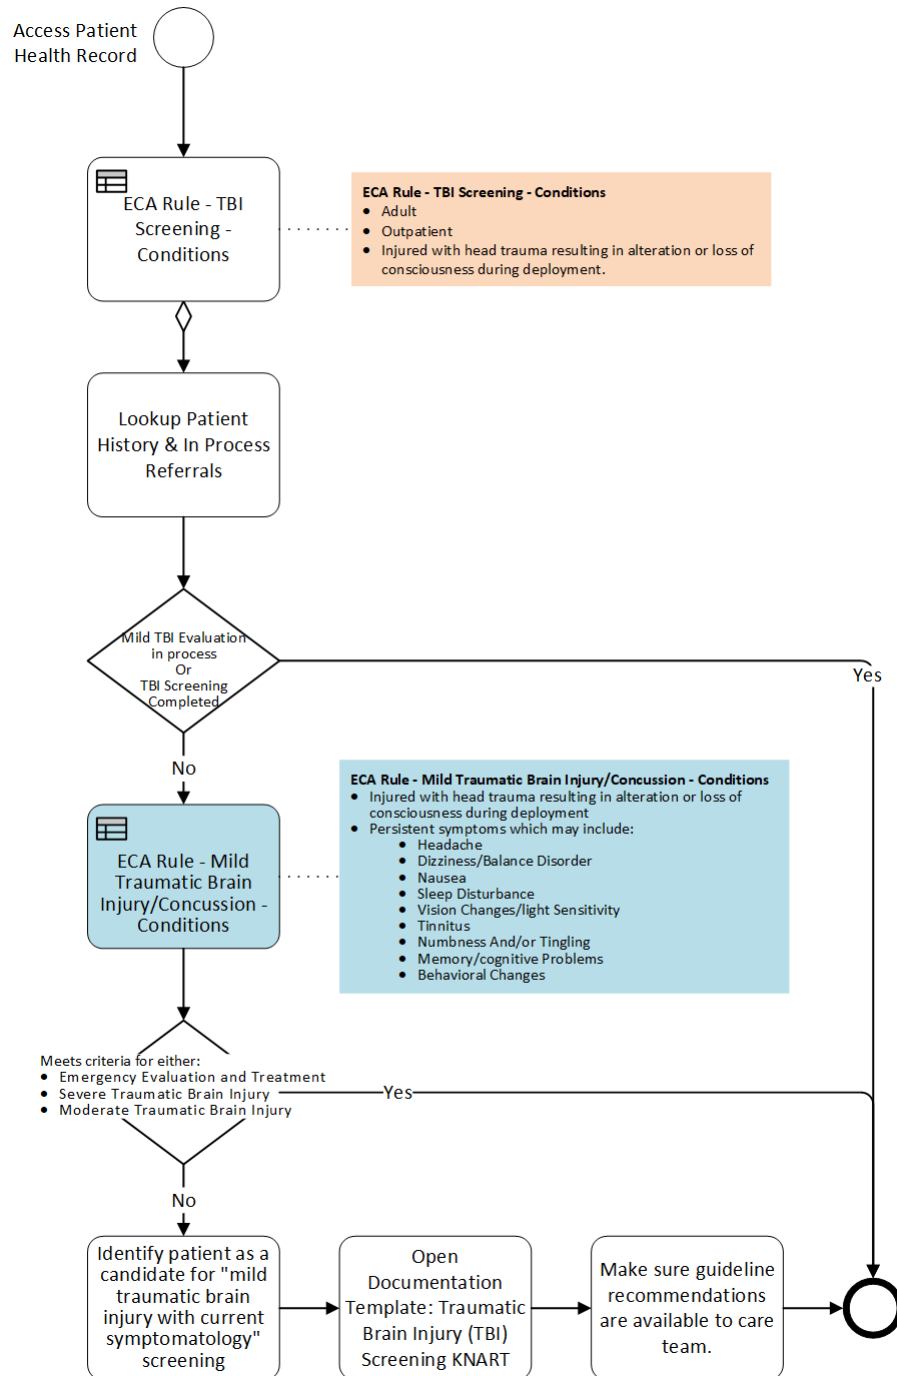 Access Patient
Health Record
ECA Rule - TBI
Screening -
Conditions
ECA Rule - TBI Screening - Conditions
• Adult
• Outpatient
• Injured with head trauma resulting in alteration or loss of
consciousness during deployment.
Lookup Patient
History & In Process
Referrals
Mild TBI Evaluation
in process
Or
TBI Screening
Completed
Yes
No
ECA Rule - Mild
Traumatic Brain
Injury/Concussion -
Conditions
ECA Rule - Mild Traumatic Brain Injury/Concussion - Conditions
• Injured with head trauma resulting in alteration or loss of
consciousness during deployment
• Persistent symptoms which may include:
• Headache
• Dizziness/Balance Disorder
• Nausea
• Sleep Disturbance
• Vision Changes/light Sensitivity
• Tinnitus
• Numbness And/or Tingling
• Memory/cognitive Problems
• Behavioral Changes
Meets criteria for either:
• Emergency Evaluation and Treatment
• Severe Traumatic Brain Injury
• Moderate Traumatic Brain Injury
Yes
No
Identify patient as a
candidate for "mild
traumatic brain
injury with current
symptomatology"
screening
Open
Documentation
Template: Traumatic
Brain Injury (TBI)
Screening KNART
Make sure guideline
recommendations
are available to care
team.